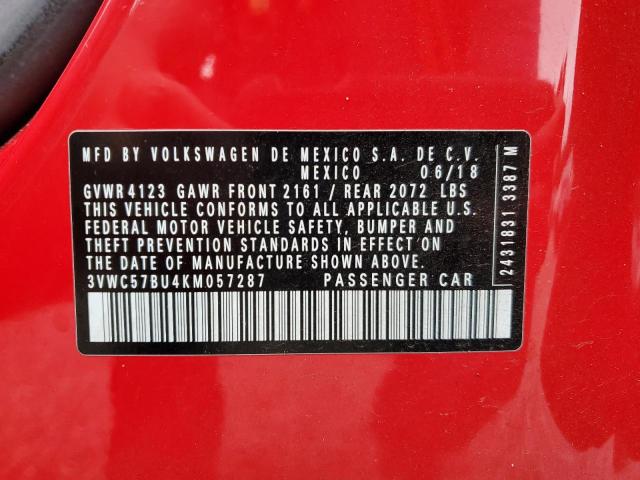 MFD BY VOLKSWAGEN DE MEXICO S.A. DE C.V.
MEXICO 06/18
GVWR 4123 GAWR FRONT 2161 / REAR 2072 LBS
THIS VEHICLE CONFORMS TO ALL APPLICABLE U.S.
FEDERAL MOTOR VEHICLE SAFETY, BUMPER AND
THEFT PREVENTION STANDARDS IN EFFECT ON
THE DATE OF MANUFACTURE SHOWN ABOVE.
3VWC57BU4KM057287 PASSENGER CAR
2431831 3387 M